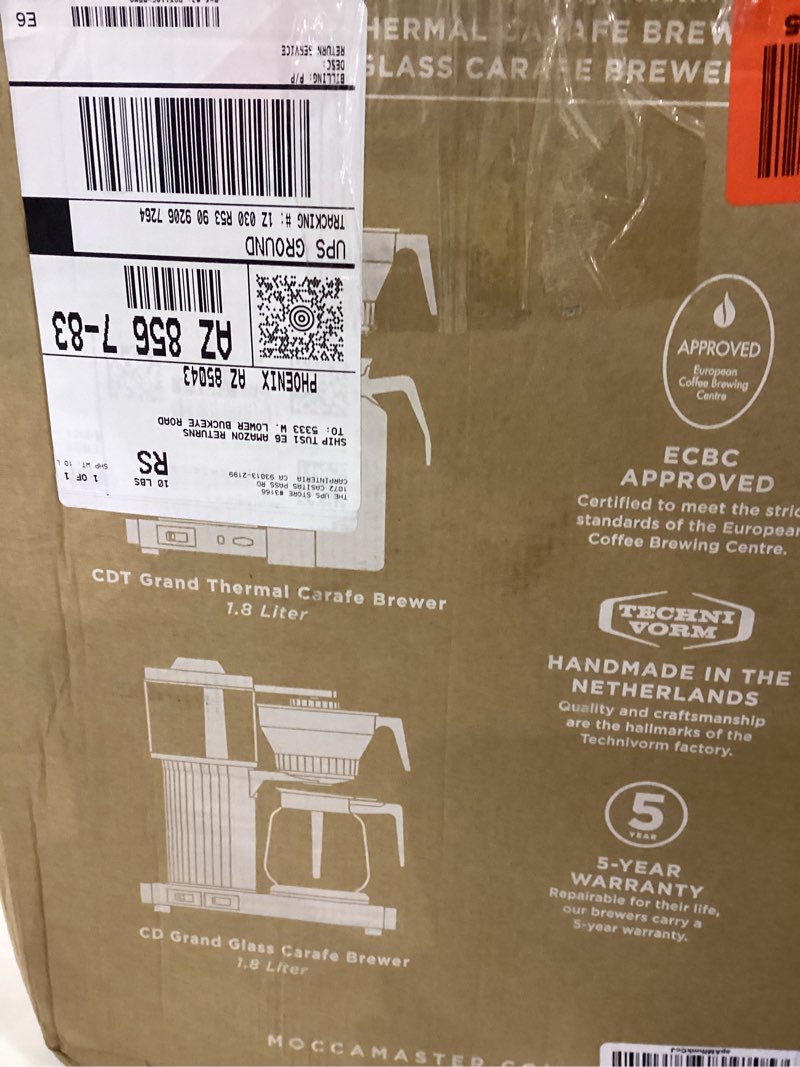 THERMAL CARAFE BREW
GLASS CARAFE BREWE
THE UPS STORE #3166
1072 CASITAS PASS RD
CARPINTERIA CA 93013-2199
10 LBS
1 OF 1
SHP WT: 10 L
RS
SHIP TUS1 E6 AMAZON RETURNS
TO: 5333 W. LOWER BUCKEYE ROAD
PHOENIX AZ 85043
AZ 856 7-83
UPS GROUND
TRACKING #: 1Z 030 R53 90 9206 7264
BILLING: P/P
DESC:
RETURN SERVICE
E6
APPROVED
European
Coffee Brewing
Centre
ECBC
APPROVED
Certified to meet the stric
standards of the European
Coffee Brewing Centre.
CDT Grand Thermal Carafe Brewer
1.8 Liter
TECHNI
VORM
HANDMADE IN THE
NETHERLANDS
Quality and craftsmanship
are the hallmarks of the
Technivorm factory.
5
YEAR
5-YEAR
WARRANTY
Repairable for their life,
our brewers carry a
5-year warranty.
CD Grand Glass Carafe Brewer
1.8 Liter
MOCCAMASTER